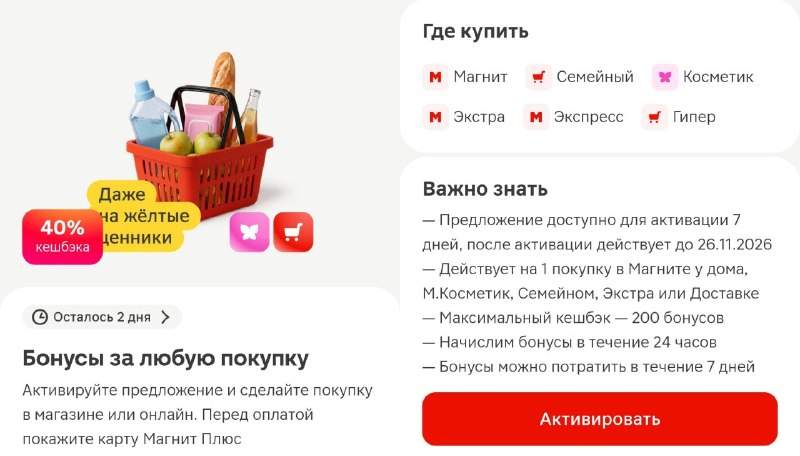 Даже
на жёлтые
ценники
40%
кешбэка
Осталось 2 дня
Бонусы за любую покупку
Активируйте предложение и сделайте покупку
в магазине или онлайн. Перед оплатой
покажите карту Магнит Плюс
Где купить
М Магнит Семейный Косметик
М Экстра М Экспресс Гипер
Важно знать
— Предложение доступно для активации 7
дней, после активации действует до 26.11.2026
— Действует на 1 покупку в Магните у дома,
М.Косметик, Семейном, Экстра или Доставке
— Максимальный кешбэк — 200 бонусов
— Начислим бонусы в течение 24 часов
— Бонусы можно потратить в течение 7 дней
Активировать